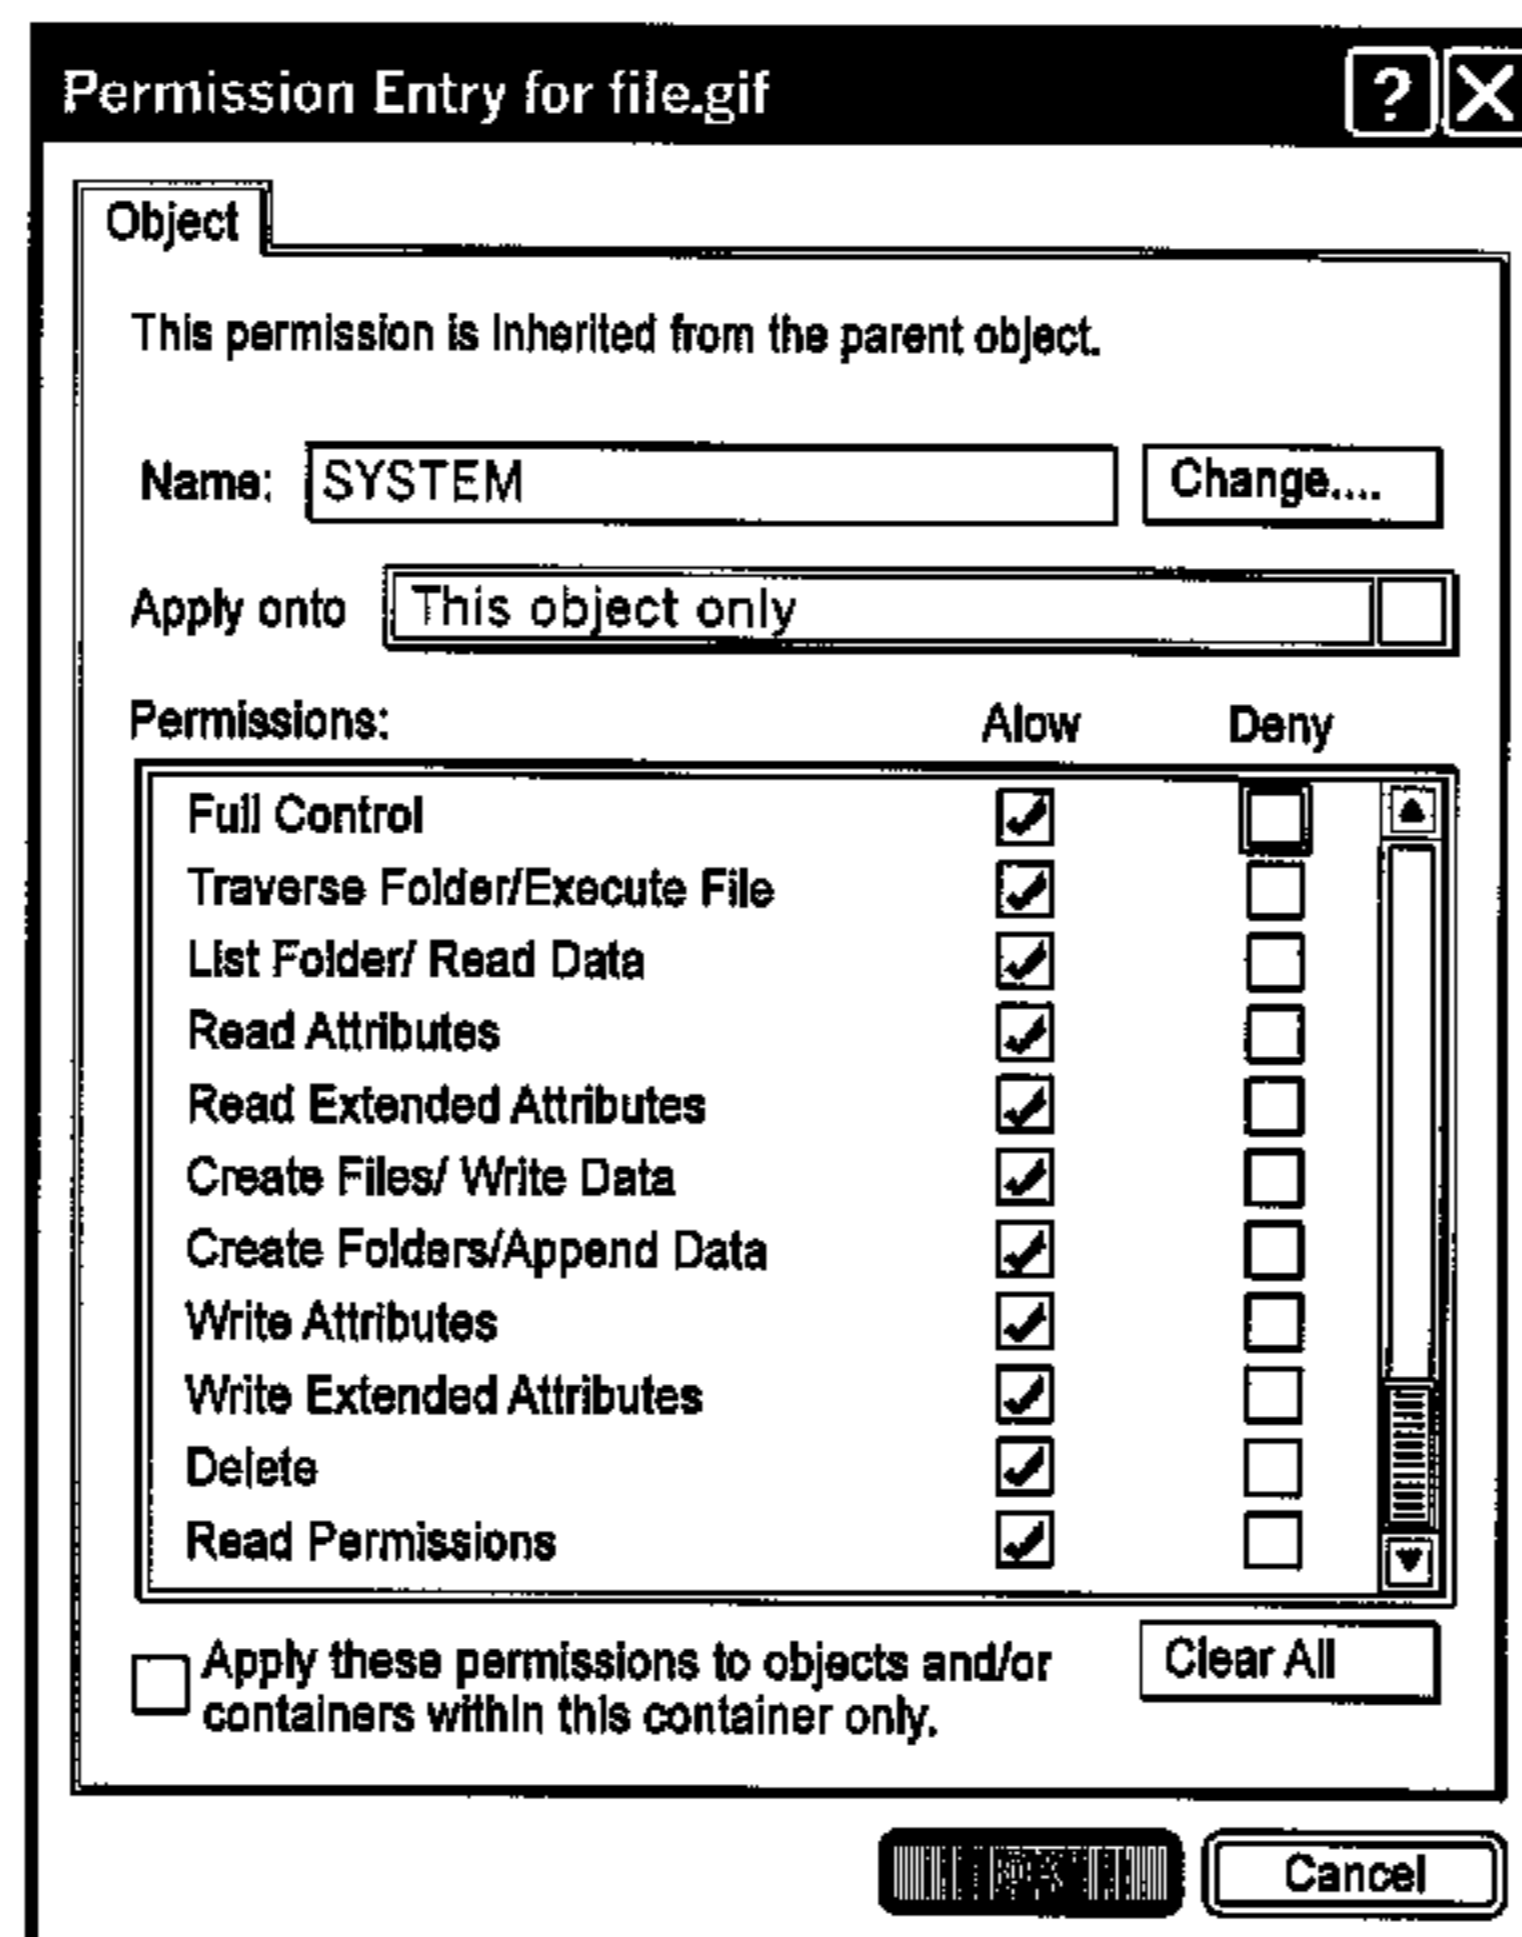 Permission Entry for file.gif
?
X
Object
This permission is Inherited from the parent object.
Name: SYSTEM Change....
Apply onto This object only
Permissions: Alow Deny
Full Control
Traverse Folder/Execute File
List Folder/ Read Data
Read Attributes
Read Extended Attributes
Create Files/ Write Data
Create Folders/Append Data
Write Attributes
Write Extended Attributes
Delete
Read Permissions
Apply these permissions to objects and/or Clear All
containers within this container only.
Cancel